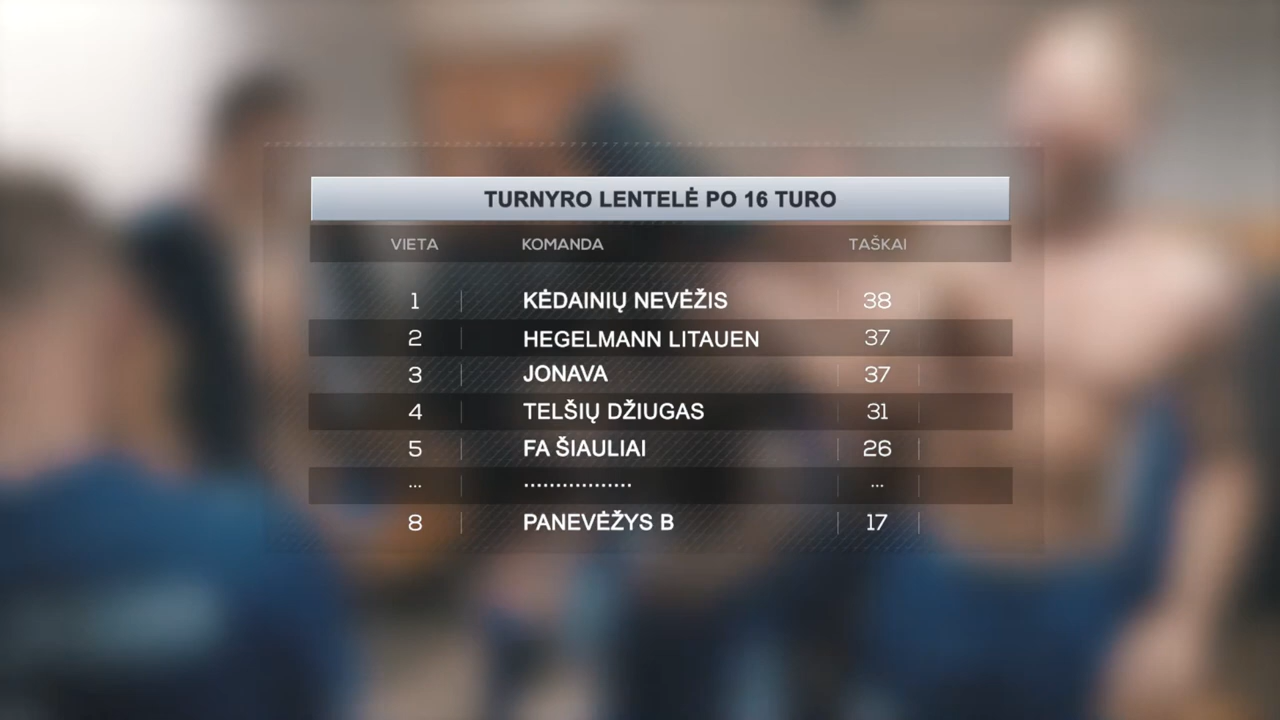 TURNYRO LENTELĖ PO 16 TURO
VIETA KOMANDA TAŠKAI
1 KĖDAINIŲ NEVĖŽIS 38
2 HEGELMANN LITAUEN 37
3 JONAVA 37
4 TELŠIŲ DŽIUGAS 31
5 FA ŠIAULIAI 26
... ................. ...
8 PANEVĖŽYS B 17